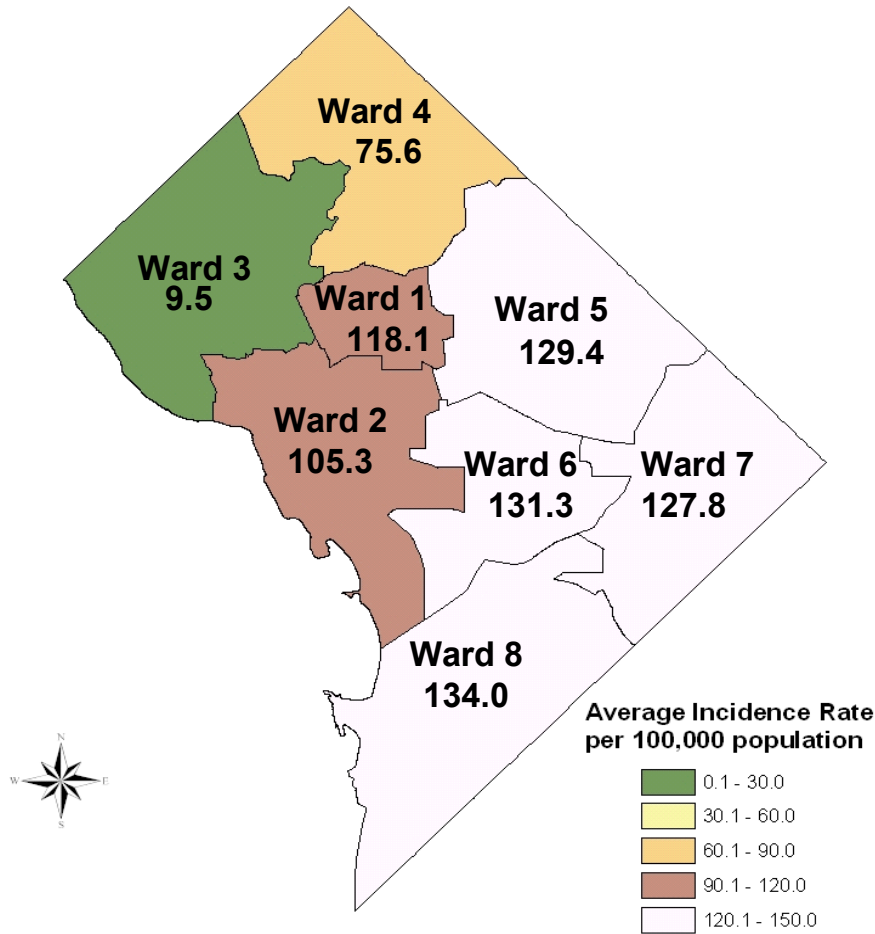 Ward 4
75.6
Ward 3
9.5
Ward 1
118.1
Ward 5
129.4
Ward 2
105.3
Ward 6
131.3
Ward 7
127.8
Ward 8
134.0
N
W
E
S
Average Incidence Rate
per 100,000 population
0.1 - 30.0
30.1 - 60.0
60.1 - 90.0
90.1 - 120.0
120.1 - 150.0